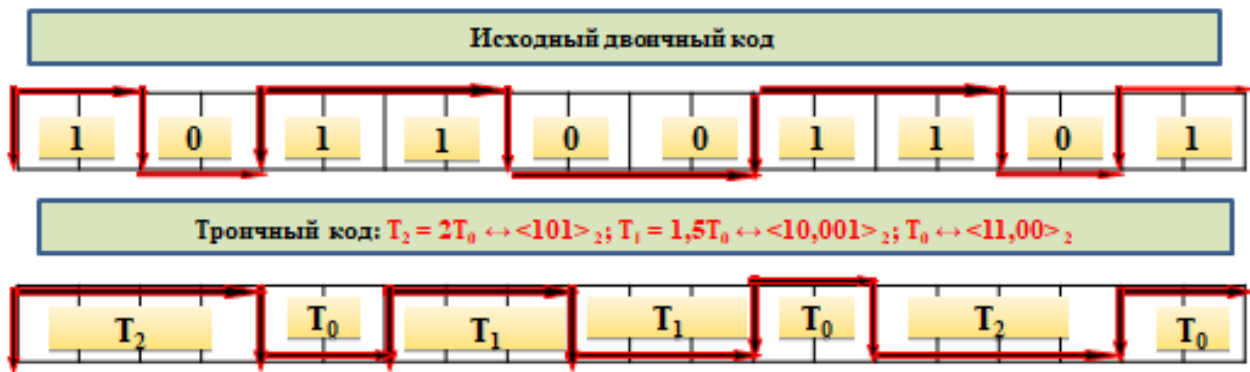 Исходный двоичный код
1 0 1 1 0 0 1 1 0 1
Троичный код: T₂ = 2T₀ ↔ <101> ₂; T₁ = 1,5T₀ ↔ <10,001> ₂; T₀ ↔ <11,00> ₂
T₂ T₀ T₁ T₁ T₀ T₂ T₀